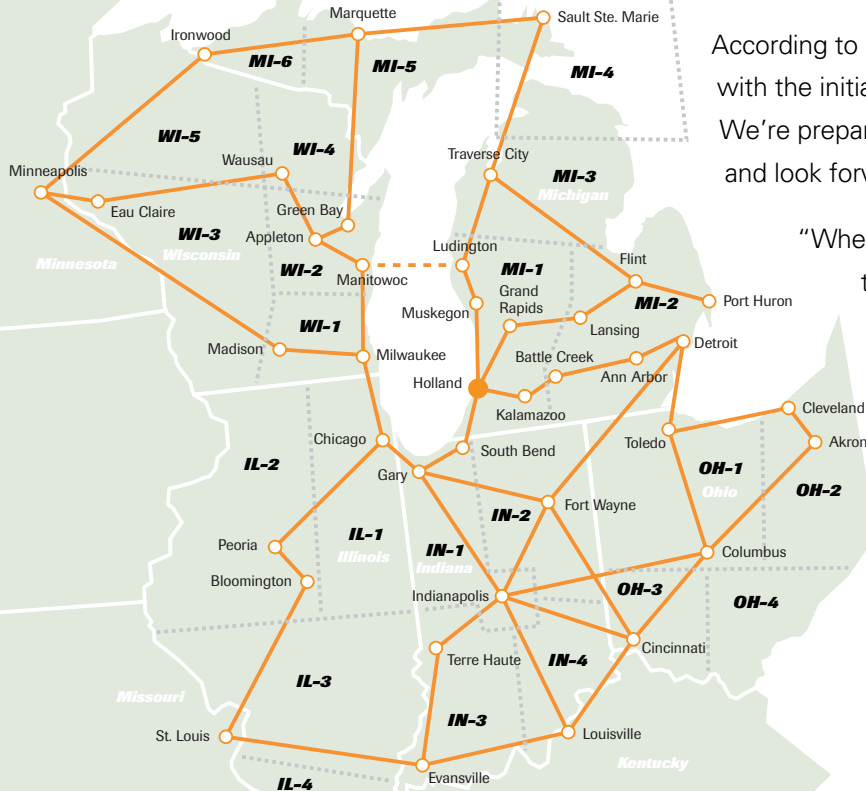 Marquette
Sault Ste. Marie
Ironwood
According to
MI-6
MI-5
MI-4
with the initia
We're prepar
and look forv
WI-5
WI-4
Wausau
Traverse City
Minneapolis
MI-3
Michigan
Eau Claire
Green Bay
"Whe
WI-3
Appleton
Ludington
Wisconsin
Minnesota
WI-2
Manitowoc
MI-1
Flint
t
Grand
Rapids
MI-2
Port Huron
Muskegon
WI-1
Lansing
Madison
Milwaukee
Battle Creek
Detroit
Holland
Ann Arbor
Kalamazoo
Cleveland
Chicago
South Bend
Toledo
Akron
IL-2
Gary
OH-1
Ohio
OH-2
Fort Wayne
IN-2
IL-1
Illinois
IN-1
Indiana
Peoria
Columbus
Bloomington
Indianapolis
OH-3
OH-4
Cincinnati
Terre Haute
IN-4
IL-3
Missouri
IN-3
St. Louis
Louisville
Kentucky
Evansville
IL-4